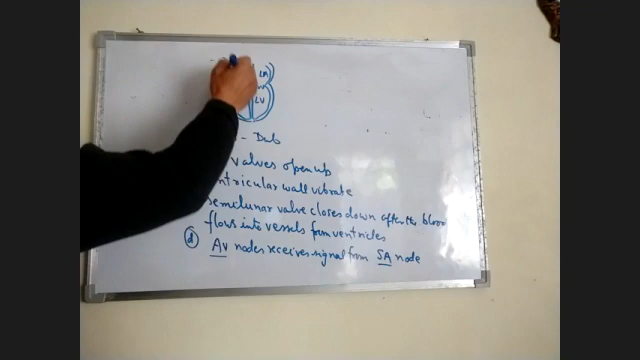 LA
LV
- Dub
valves open up
ntricular wall vibrate
semilunar valve closes down after the blood
flows into vessels from ventricles
(d) AV nodes receives signal from SA node